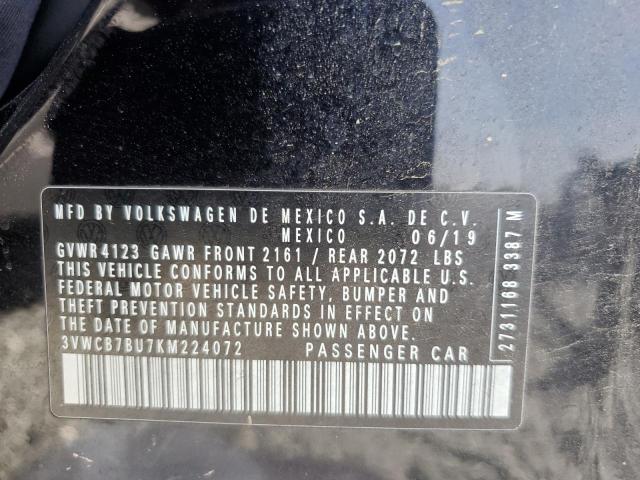 MFD BY VOLKSWAGEN DE MEXICO S.A. DE C.V.
MEXICO 06/19
GVWR4123 GAWR FRONT 2161 / REAR 2072 LBS
THIS VEHICLE CONFORMS TO ALL APPLICABLE U.S.
FEDERAL MOTOR VEHICLE SAFETY, BUMPER AND
THEFT PREVENTION STANDARDS IN EFFECT ON THE
DATE OF MANUFACTURE SHOWN ABOVE.
3VWCB7BU7KM224072 PASSENGER CAR
2731168 3387 M